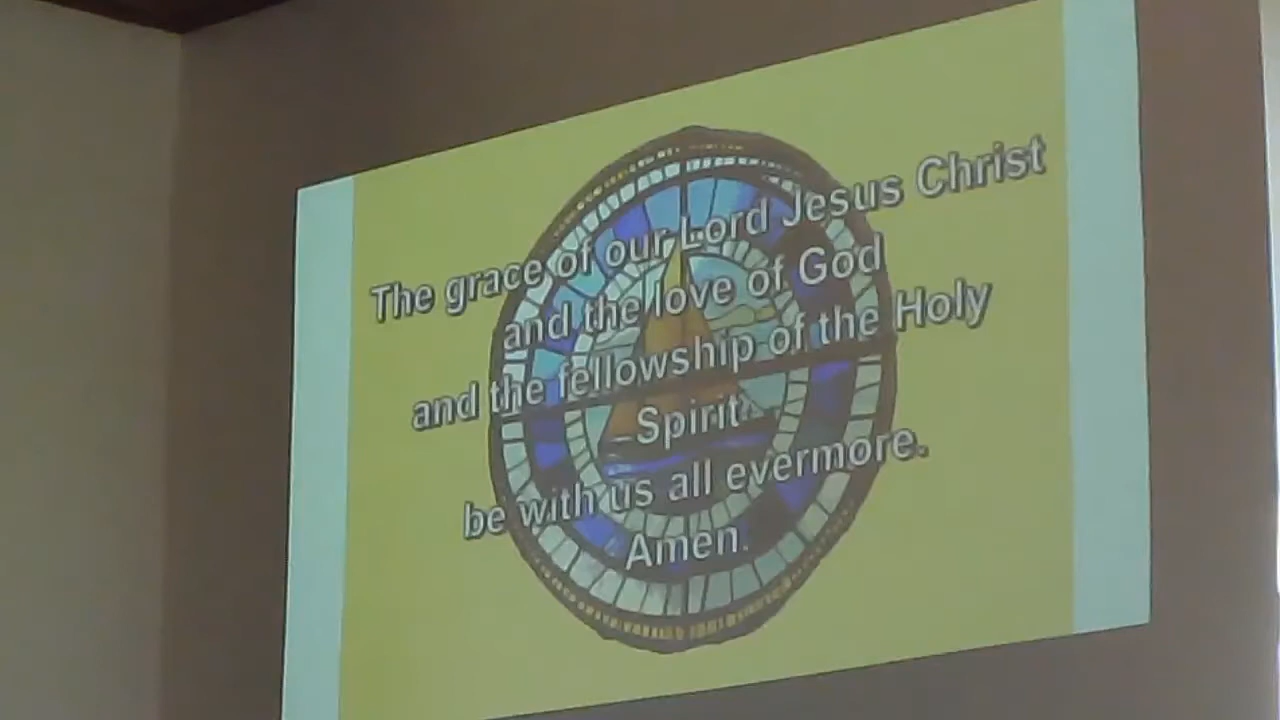 The grace of our Lord Jesus Christ
and the love of God
and the fellowship of the Holy
Spirit
be with us all evermore.
Amen.